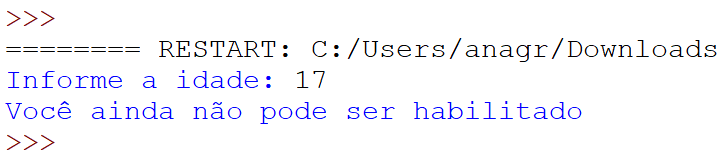 >>>
======== RESTART: C:/Users/anagr/Downloads
Informe a idade: 17
Você ainda não pode ser habilitado
>>>